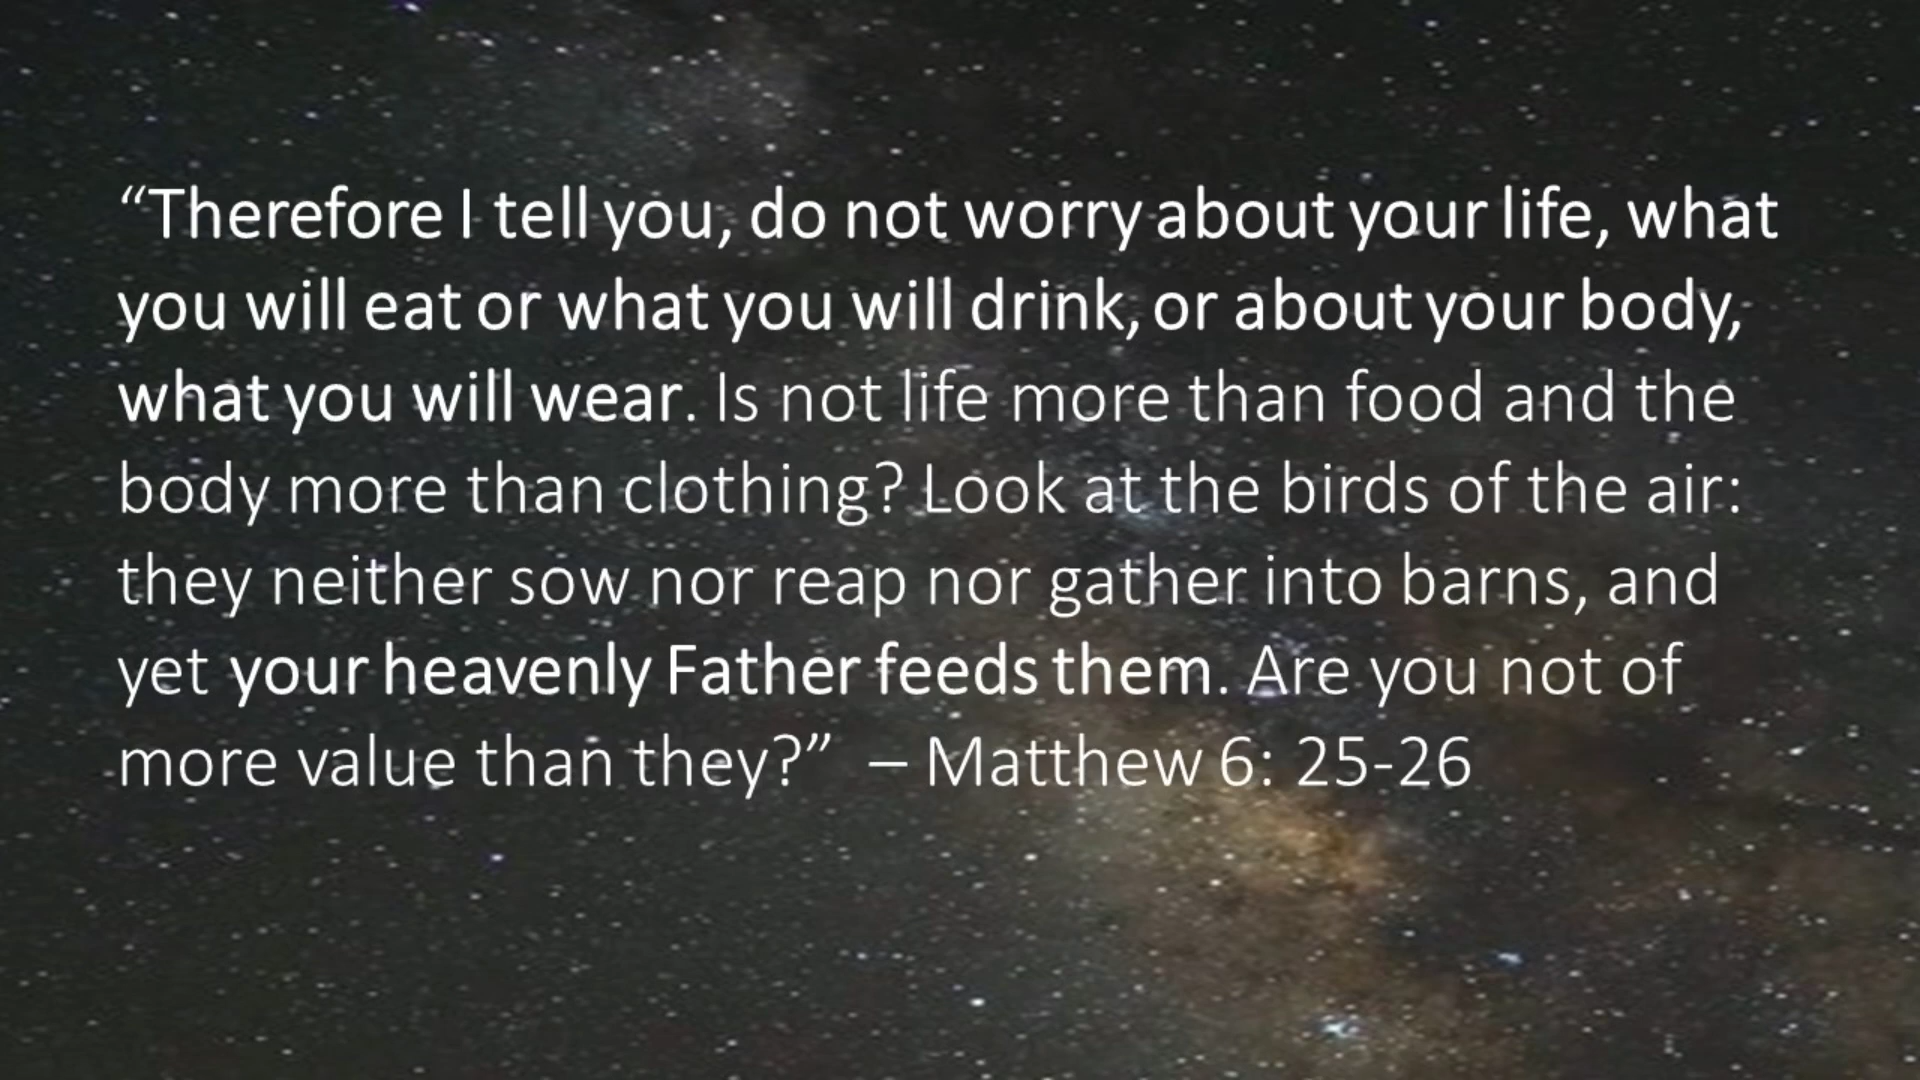 “Therefore I tell you, do not worry about your life, what
you will eat or what you will drink, or about your body,
what you will wear. Is not life more than food and the
body more than clothing? Look at the birds of the air:
they neither sow nor reap nor gather into barns, and
yet your heavenly Father feeds them. Are you not of
more value than they?”  – Matthew 6: 25-26